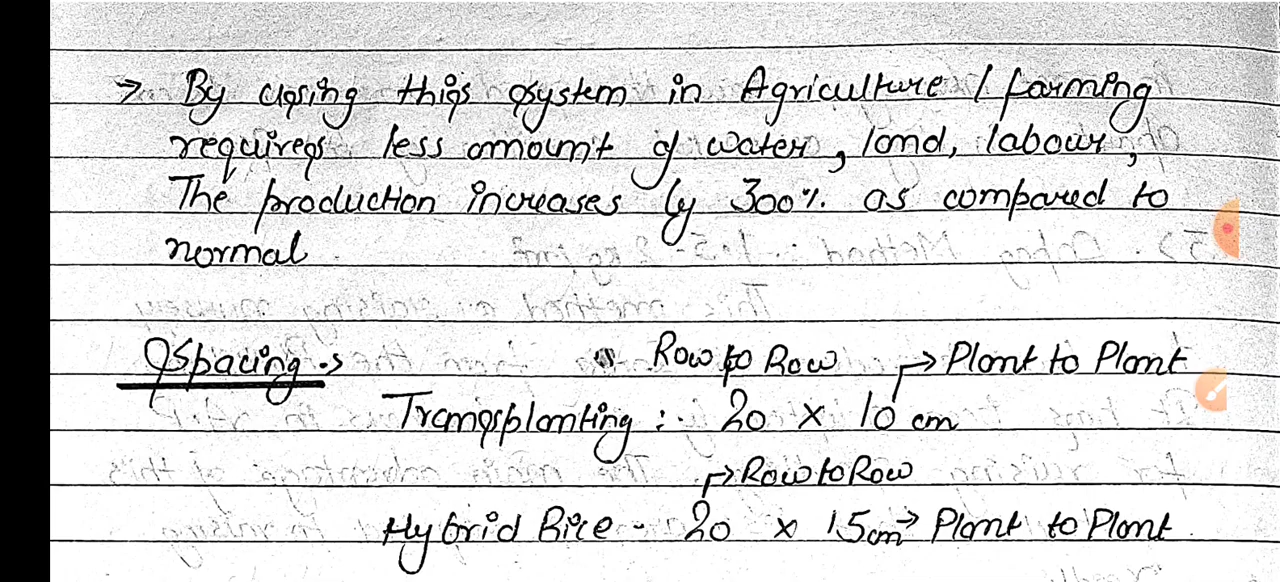 > By using this system in Agriculture / farming
requires less amount of water, land, labour,
The production increases by 300% as compared to
normal
Spacing :>
Row to Row → Plant to Plant
Transplanting :- 20 x 10 cm
→ Row to Row
Hybrid Rice - 20 x 15cm → Plant to Plant